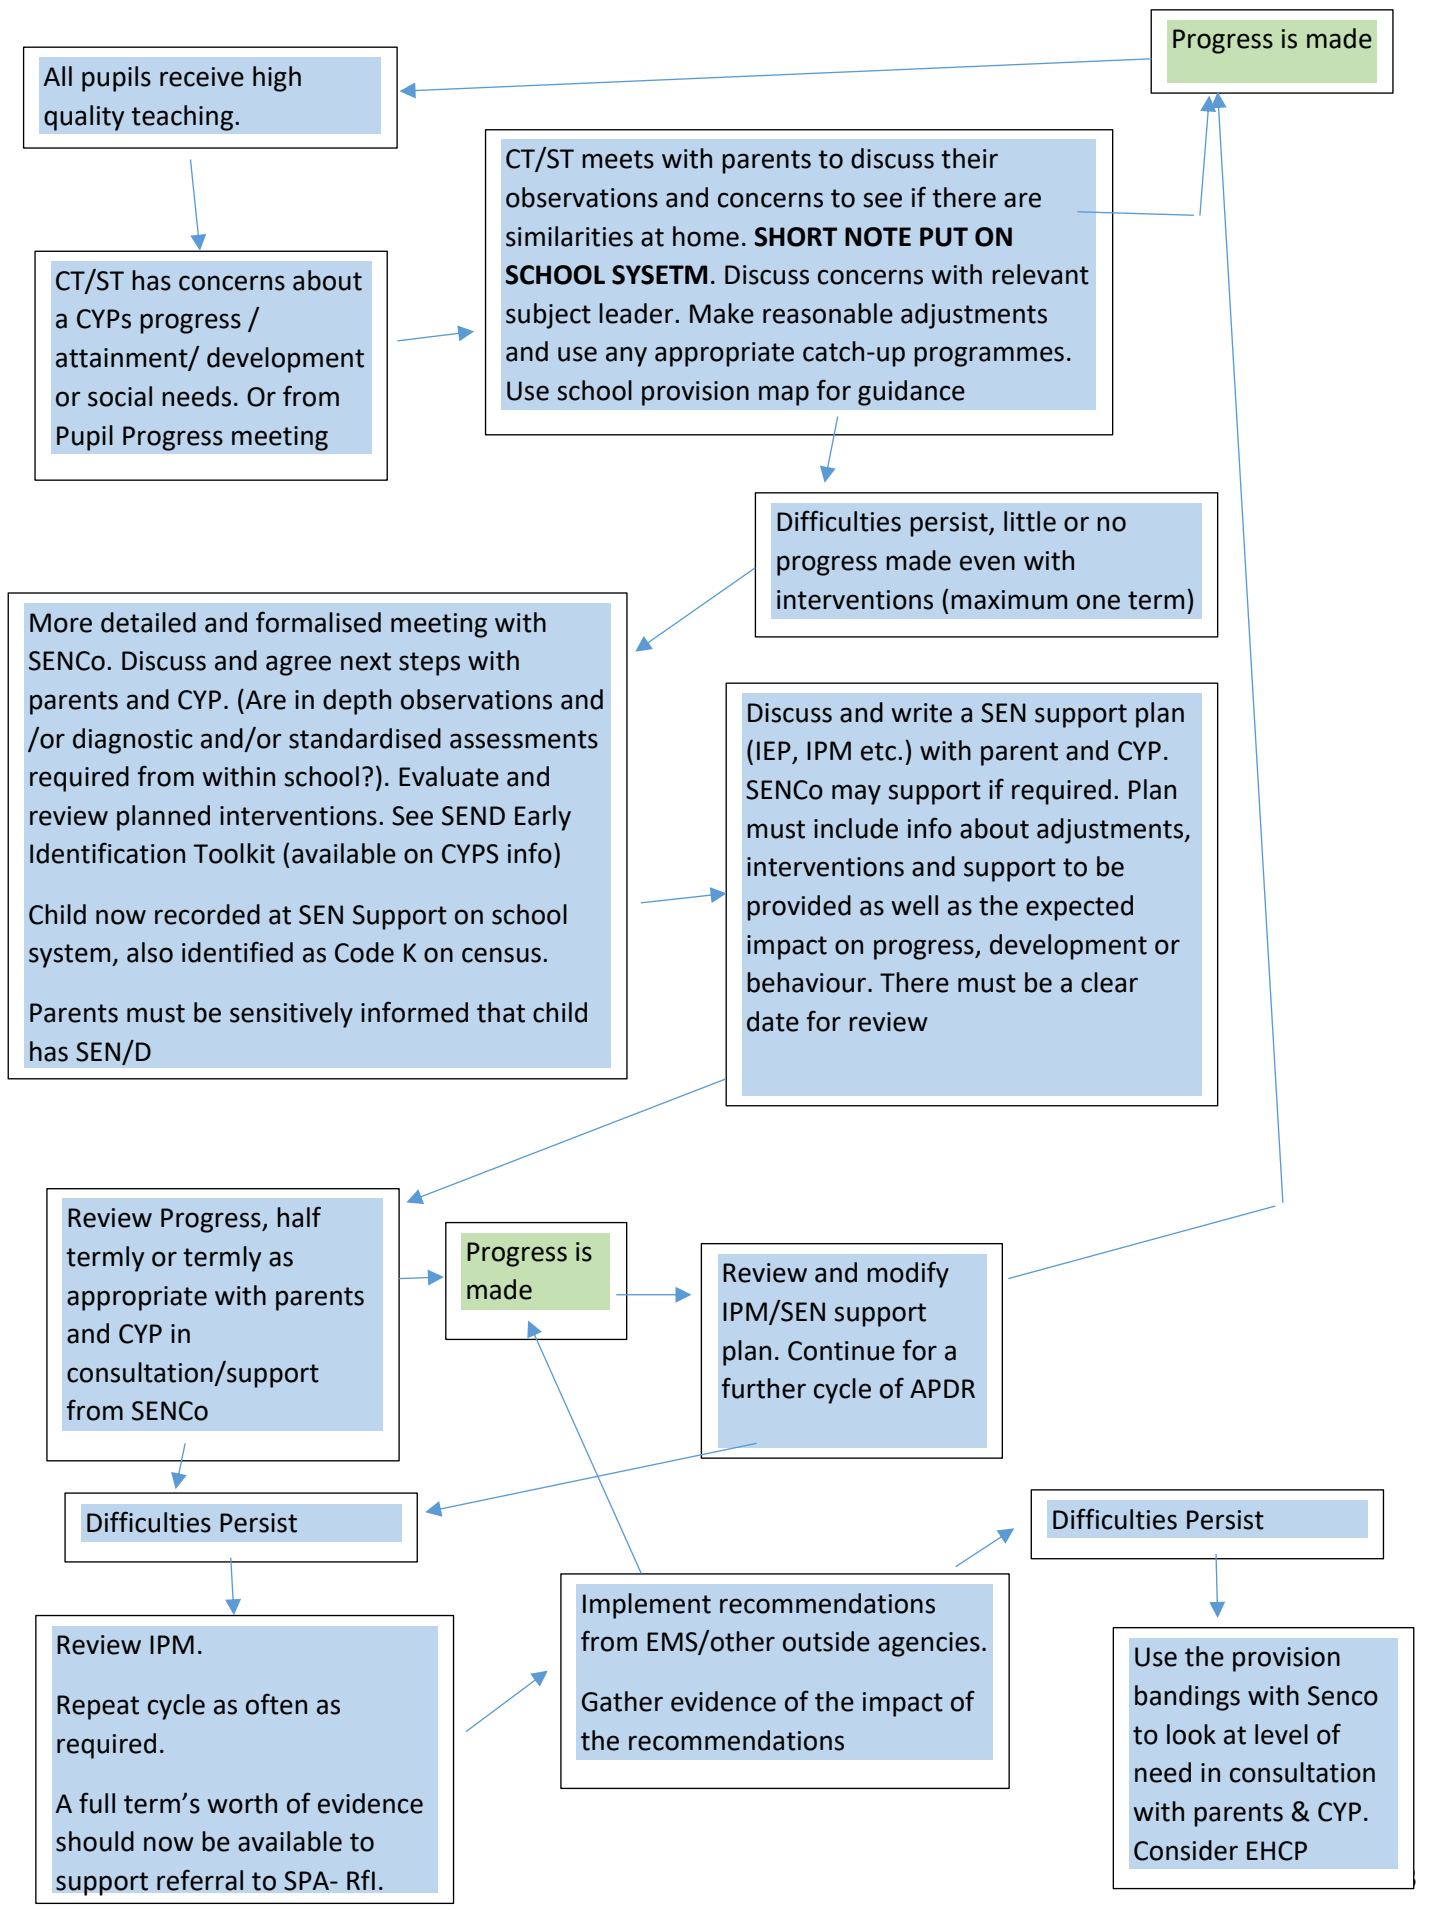 Progress is made
All pupils receive high
quality teaching.
CT/ST meets with parents to discuss their
observations and concerns to see if there are
similarities at home. SHORT NOTE PUT ON
SCHOOL SYSETM. Discuss concerns with relevant
subject leader. Make reasonable adjustments
and use any appropriate catch-up programmes.
Use school provision map for guidance
CT/ST has concerns about
a CYPs progress /
attainment/ development
or social needs. Or from
Pupil Progress meeting
Difficulties persist, little or no
progress made even with
interventions (maximum one term)
More detailed and formalised meeting with
SENCo. Discuss and agree next steps with
parents and CYP. (Are in depth observations and
/or diagnostic and/or standardised assessments
required from within school?). Evaluate and
review planned interventions. See SEND Early
Identification Toolkit (available on CYPS info)
Child now recorded at SEN Support on school
system, also identified as Code K on census.
Parents must be sensitively informed that child
has SEN/D
Discuss and write a SEN support plan
(IEP, IPM etc.) with parent and CYP.
SENCo may support if required. Plan
must include info about adjustments,
interventions and support to be
provided as well as the expected
impact on progress, development or
behaviour. There must be a clear
date for review
Review Progress, half
termly or termly as
appropriate with parents
and CYP in
consultation/support
from SENCo
Progress is
made
Review and modify
IPM/SEN support
plan. Continue for a
further cycle of APDR
Difficulties Persist
Difficulties Persist
Review IPM.
Repeat cycle as often as
required.
A full term’s worth of evidence
should now be available to
support referral to SPA- RfI.
Implement recommendations
from EMS/other outside agencies.
Gather evidence of the impact of
the recommendations
Use the provision
bandings with Senco
to look at level of
need in consultation
with parents & CYP.
Consider EHCP